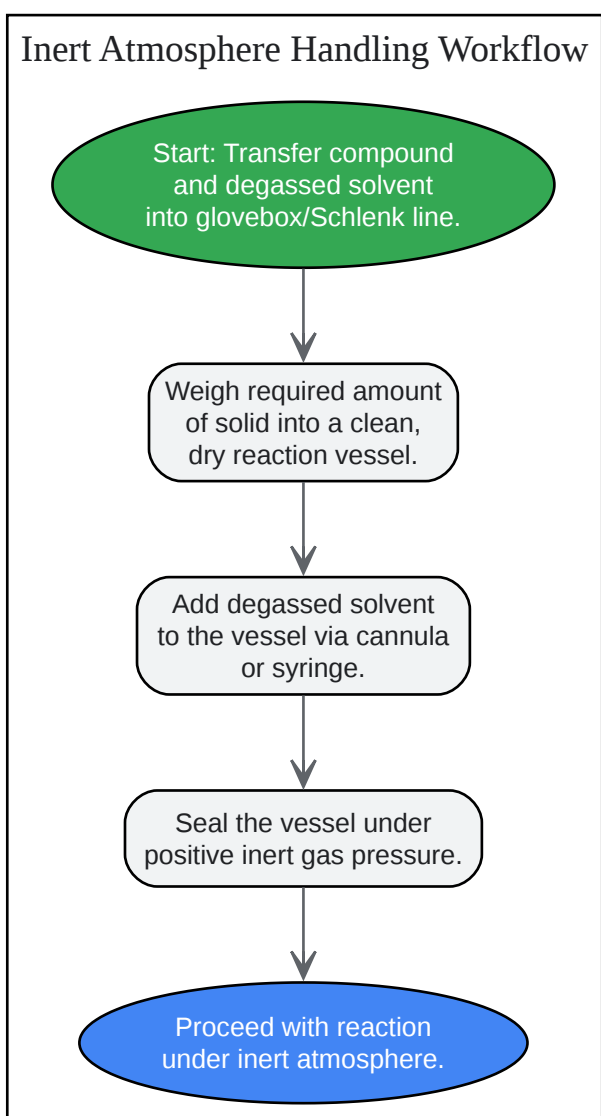 Inert Atmosphere Handling Workflow
Start: Transfer compound
and degassed solvent
into glovebox/Schlenk line.
Weigh required amount
of solid into a clean,
dry reaction vessel.
Add degassed solvent
to the vessel via cannula
or syringe.
Seal the vessel under
positive inert gas pressure.
Proceed with reaction
under inert atmosphere.